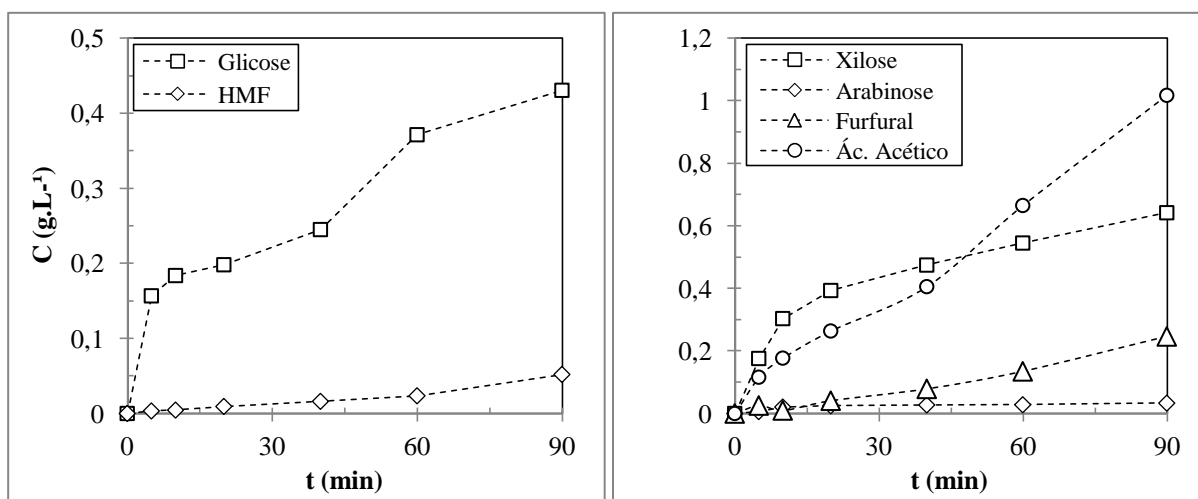 0,5
0,4
0,3
0,2
0,1
0
C (g.L-¹)
Glicose
HMF
0
30
60
90
t (min)
1,2
1
0,8
0,6
0,4
0,2
0
Xilose
Arabinose
Furfural
Ác. Acético
0
30
60
90
t (min)